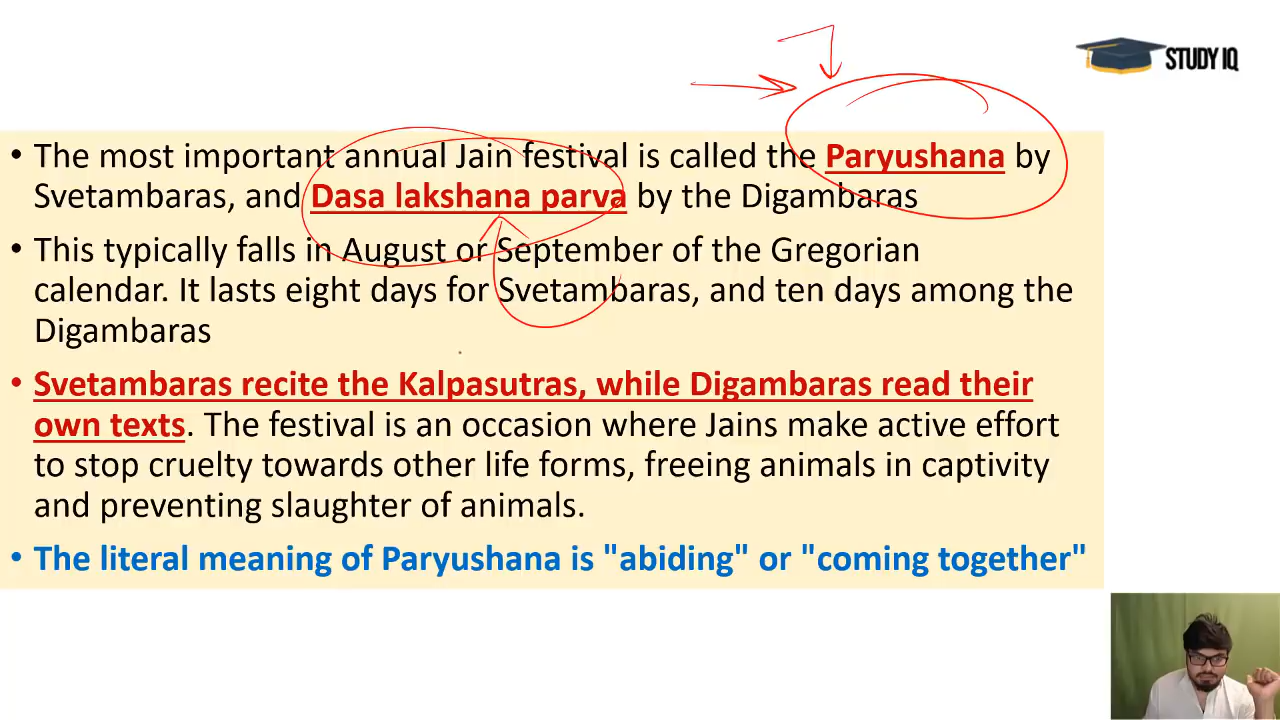 STUDY IQ
• The most important annual Jain festival is called the Paryushana by
Svetambaras, and Dasa lakshana parva by the Digambaras
• This typically falls in August or September of the Gregorian
calendar. It lasts eight days for Svetambaras, and ten days among the
Digambaras
• Svetambaras recite the Kalpasutras, while Digambaras read their
own texts. The festival is an occasion where Jains make active effort
to stop cruelty towards other life forms, freeing animals in captivity
and preventing slaughter of animals.
• The literal meaning of Paryushana is "abiding" or "coming together"